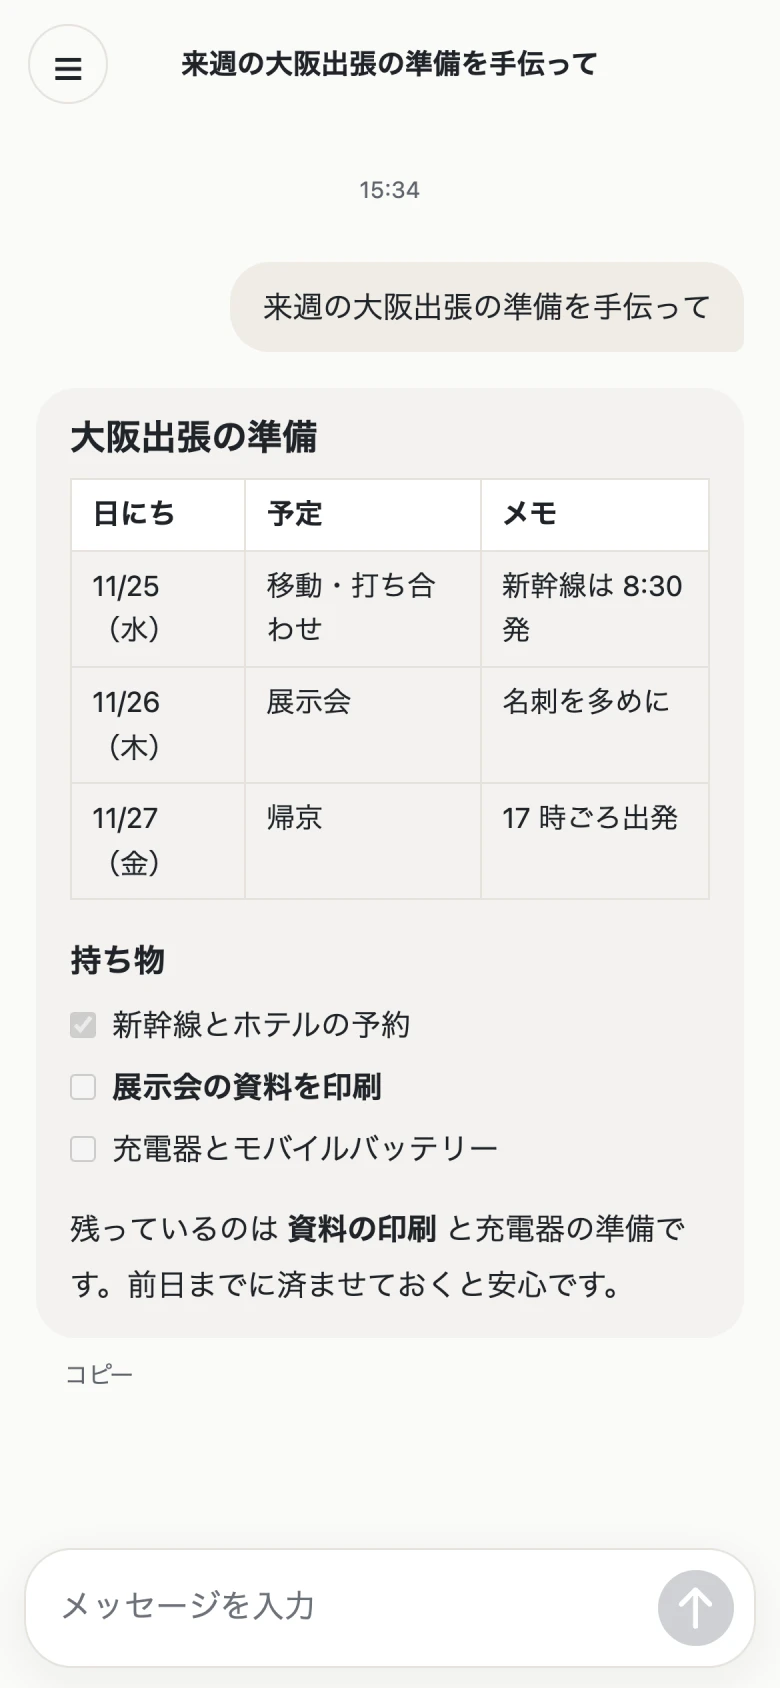 来週の大阪出張の準備を手伝って
15:34
来週の大阪出張の準備を手伝って
大阪出張の準備
日にち 予定 メモ
11/25（水） 移動・打ち合わせ 新幹線は 8:30 発
11/26（木） 展示会 名刺を多めに
11/27（金） 帰京 17 時ごろ出発
持ち物
新幹線とホテルの予約
展示会の資料を印刷
充電器とモバイルバッテリー
残っているのは 資料の印刷 と充電器の準備で
す。前日までに済ませておくと安心です。
コピー
メッセージを入力